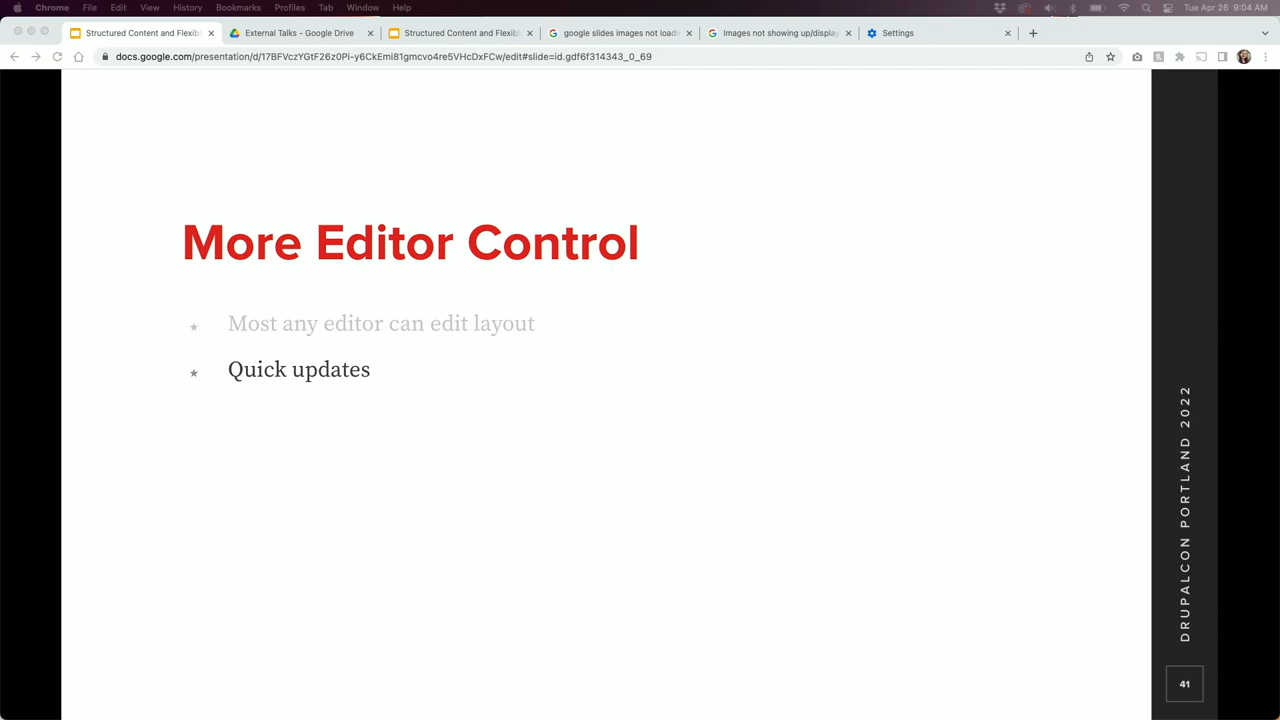 Chrome File Edit View History Bookmarks Profiles Tab Window Help Tue Apr 26 9:04 AM
Structured Content and Flexibl External Talks - Google Drive Structured Content and Flexibl google slides images not loadi Images not showing up/display Settings
docs.google.com/presentation/d/17BFVczYGtF26z0Pi-y6CkEmi81gmcvo4re5VHcDxFCw/edit#slide=id.gdf6f314343_0_69
More Editor Control
Most any editor can edit layout
Quick updates
DRUPALCON PORTLAND 2022
41